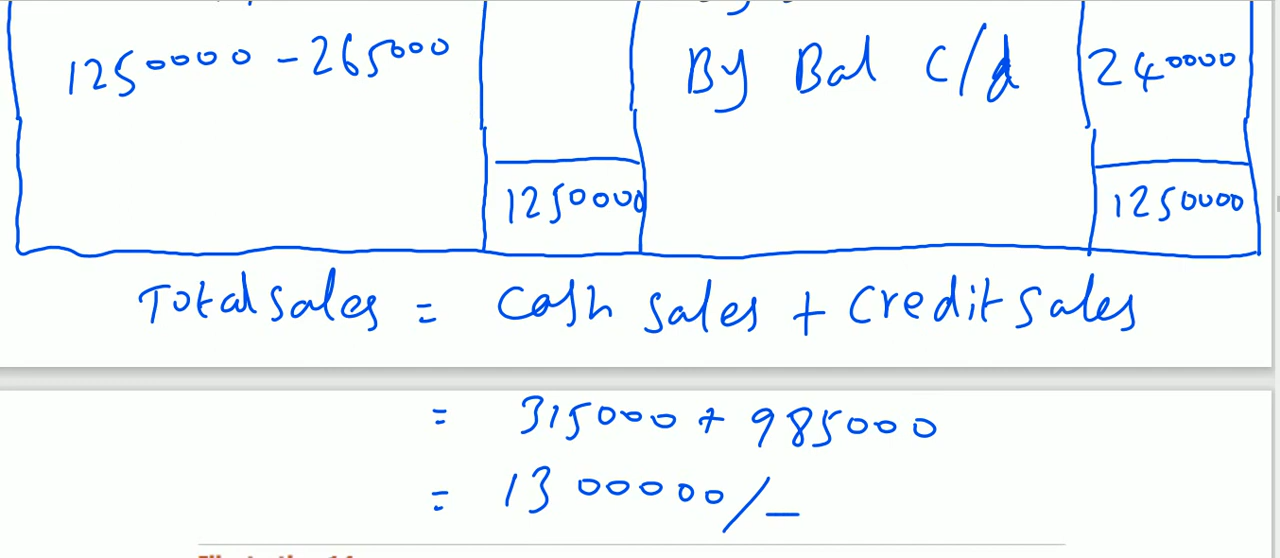 1250000 - 265000
By Bal c/d 240000
1250000 1250000
Total sales = Cash sales + Credit sales
= 315000 + 985000
= 1300000/-